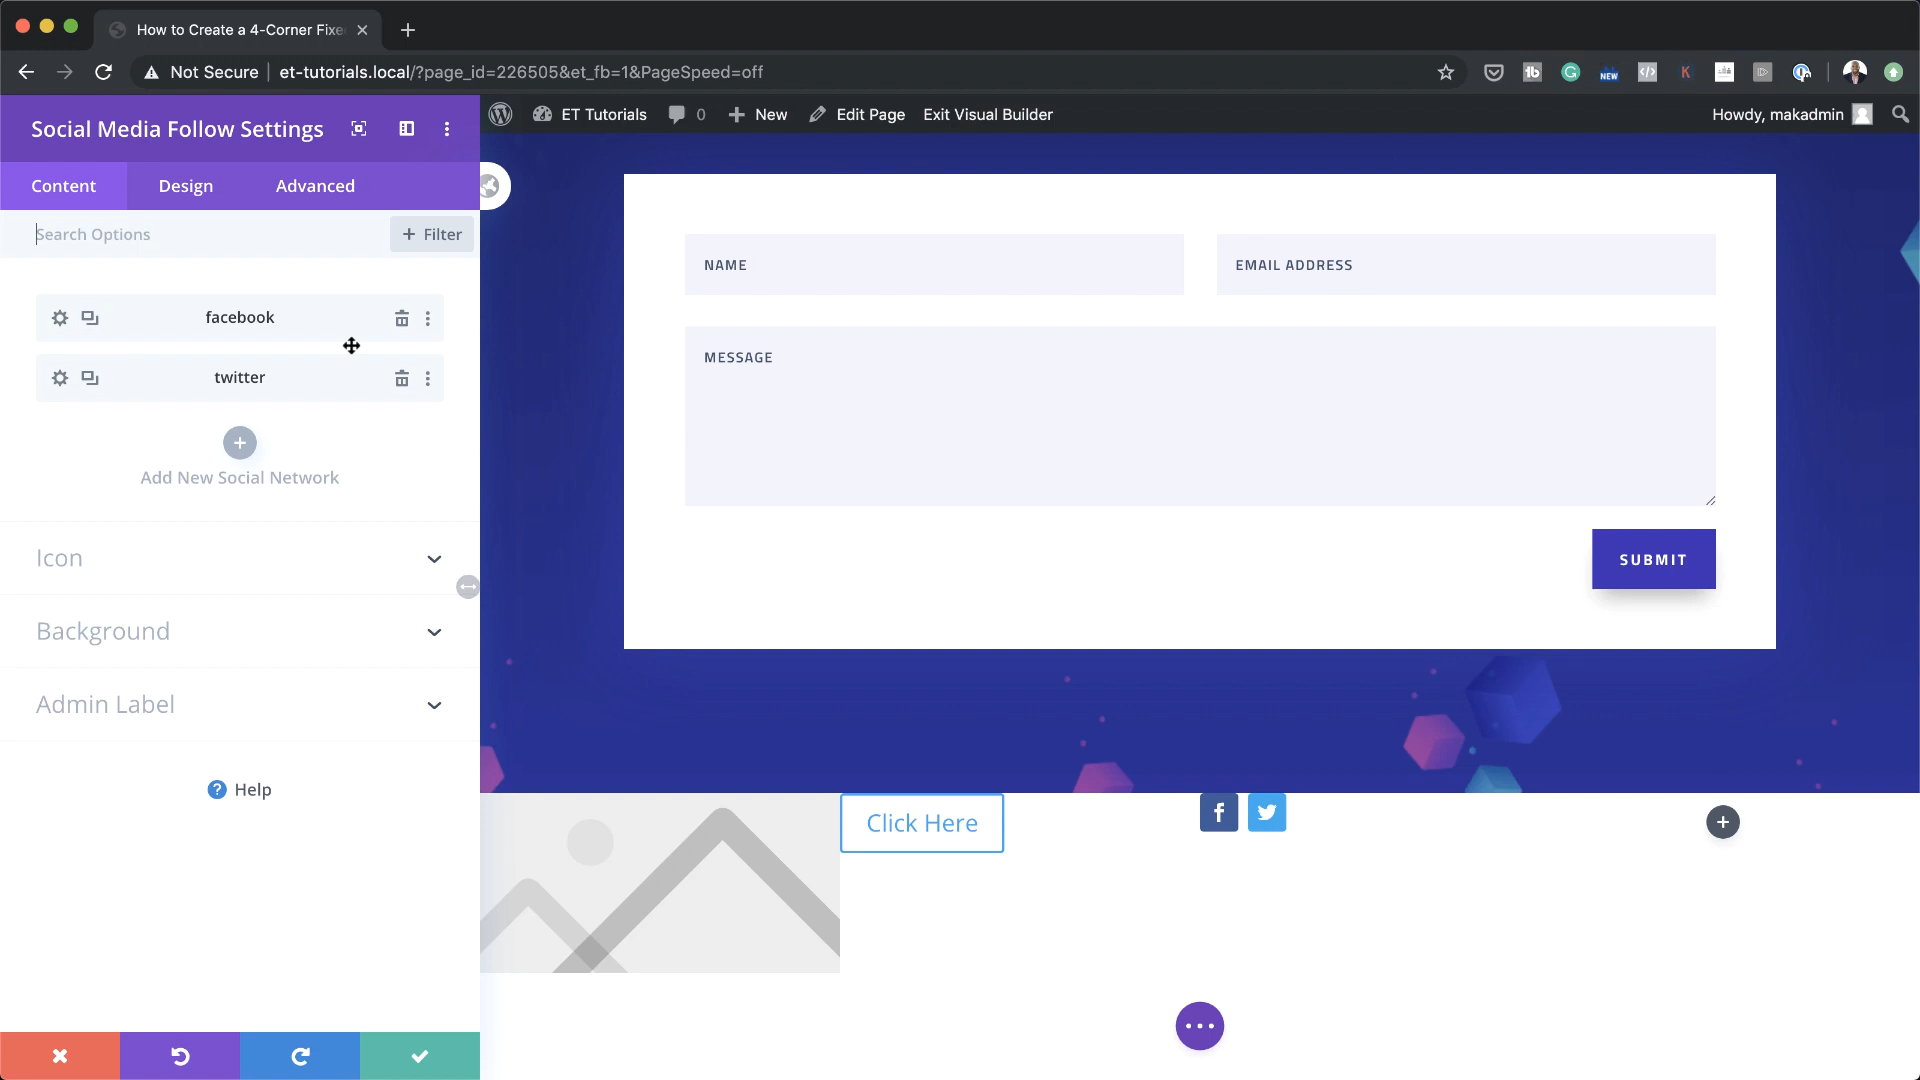 How to Create a 4-Corner Fixe
Not Secure | et-tutorials.local/?page_id=226505&et_fb=1&PageSpeed=off
ET Tutorials 0 New Edit Page Exit Visual Builder Howdy, makadmin
Social Media Follow Settings
Content Design Advanced
Search Options + Filter
facebook
twitter
Add New Social Network
Icon
Background
Admin Label
Help
NAME EMAIL ADDRESS
MESSAGE
SUBMIT
Click Here